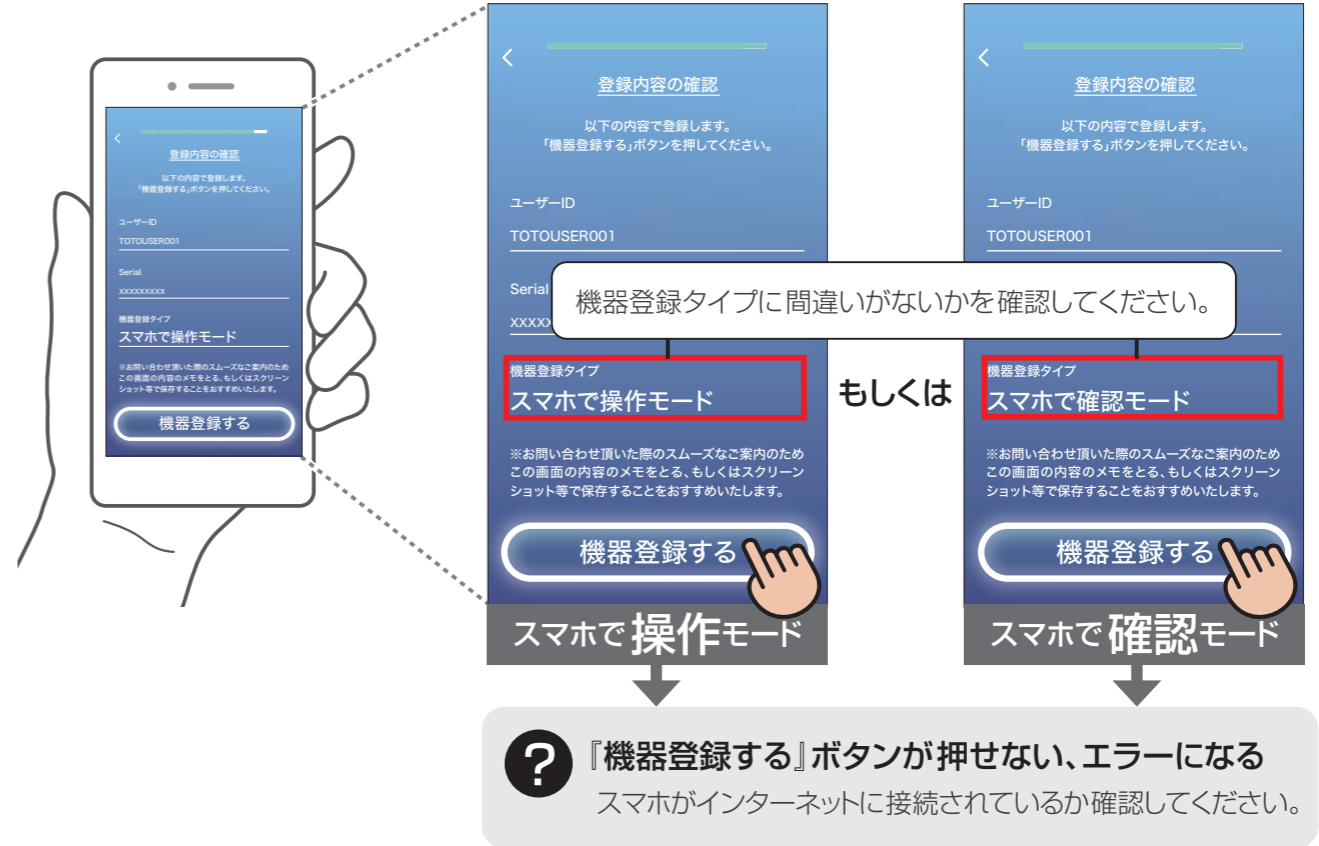 登録内容の確認
以下の内容で登録します。
「機器登録する」ボタンを押してください。
ユーザーID
TOTOUSER001
Serial
xxxxxxxxx
機器登録タイプ
スマホで操作モード
※お問い合わせ頂いた際のスムーズなご案内のため
この画面の内容のメモをとる、もしくはスクリーン
ショット等で保存することをおすすめいたします。
機器登録する
登録内容の確認
以下の内容で登録します。
「機器登録する」ボタンを押してください。
ユーザーID
TOTOUSER001
Serial
xxxxx
機器登録タイプ
スマホで操作モード
※お問い合わせ頂いた際のスムーズなご案内のため
この画面の内容のメモをとる、もしくはスクリーン
ショット等で保存することをおすすめいたします。
機器登録する
スマホで操作モード
機器登録タイプに間違いがないかを確認してください。
もしくは
登録内容の確認
以下の内容で登録します。
「機器登録する」ボタンを押してください。
ユーザーID
TOTOUSER001
機器登録タイプ
スマホで確認モード
※お問い合わせ頂いた際のスムーズなご案内のため
この画面の内容のメモをとる、もしくはスクリーン
ショット等で保存することをおすすめいたします。
機器登録する
スマホで確認モード
?
『機器登録する』ボタンが押せない、エラーになる
スマホがインターネットに接続されているか確認してください。